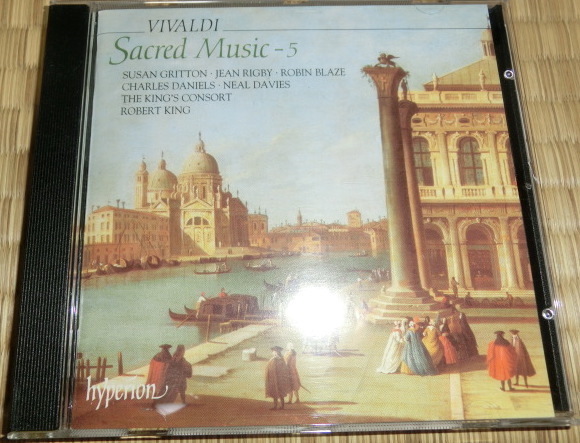 VIVALDI
Sacred Music - 5
SUSAN GRITTON · JEAN RIGBY · ROBIN BLAZE
CHARLES DANIELS · NEAL DAVIES
THE KING'S CONSORT
ROBERT KING
hyperion